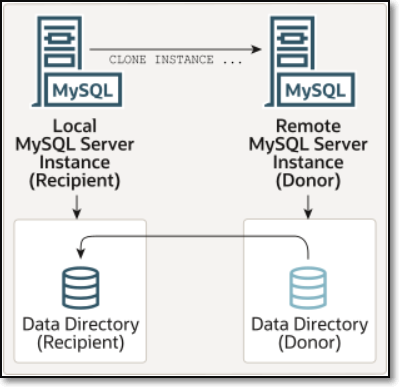 MySQL
CLONE INSTANCE ...
MySQL
Local
MySQL Server
Instance
(Recipient)
Remote
MySQL Server
Instance
(Donor)
Data Directory
(Recipient)
Data Directory
(Donor)